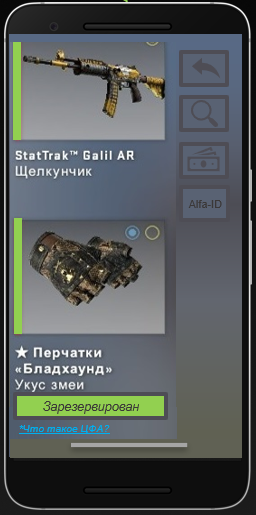 StatTrak™ Galil AR
Щелкунчик
Alfa-ID
★ Перчатки
«Бладхаунд»
Укус змеи
Зарезервирован
*Что такое ЦФА?